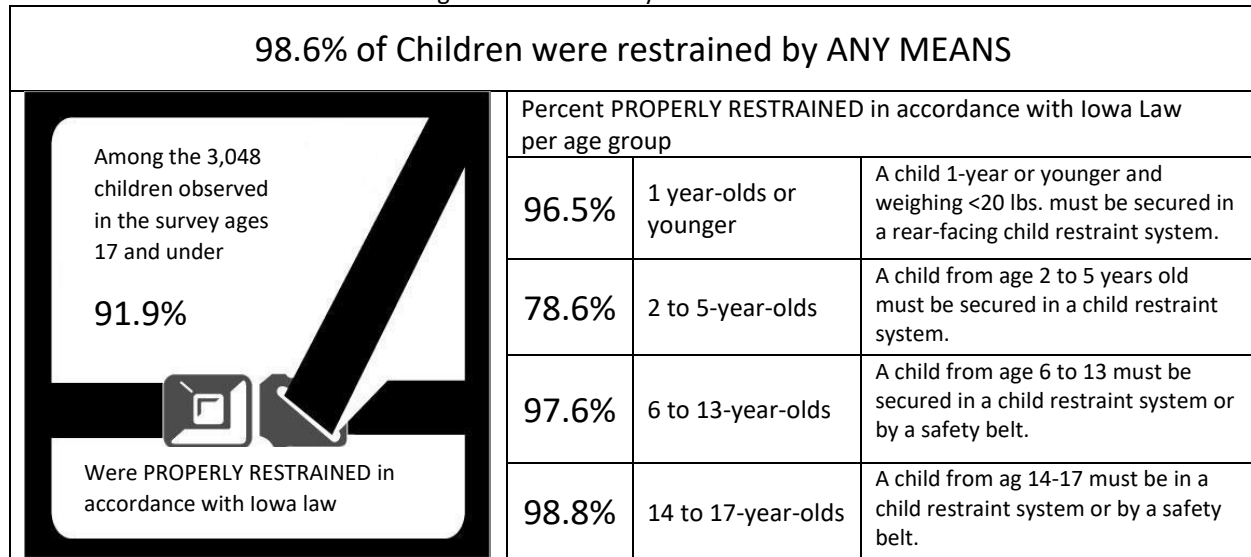 98.6% of Children were restrained by ANY MEANS
Among the 3,048
children observed
in the survey ages
17 and under
91.9%
Were PROPERLY RESTRAINED in
accordance with Iowa law
Percent PROPERLY RESTRAINED in accordance with Iowa Law
per age group
96.5%
1 year-olds or
younger
A child 1-year or younger and
weighing <20 lbs. must be secured in
a rear-facing child restraint system.
78.6%
2 to 5-year-olds
A child from age 2 to 5 years old
must be secured in a child restraint
system.
97.6%
6 to 13-year-olds
A child from age 6 to 13 must be
secured in a child restraint system or
by a safety belt.
98.8%
14 to 17-year-olds
A child from ag 14-17 must be in a
child restraint system or by a safety
belt.